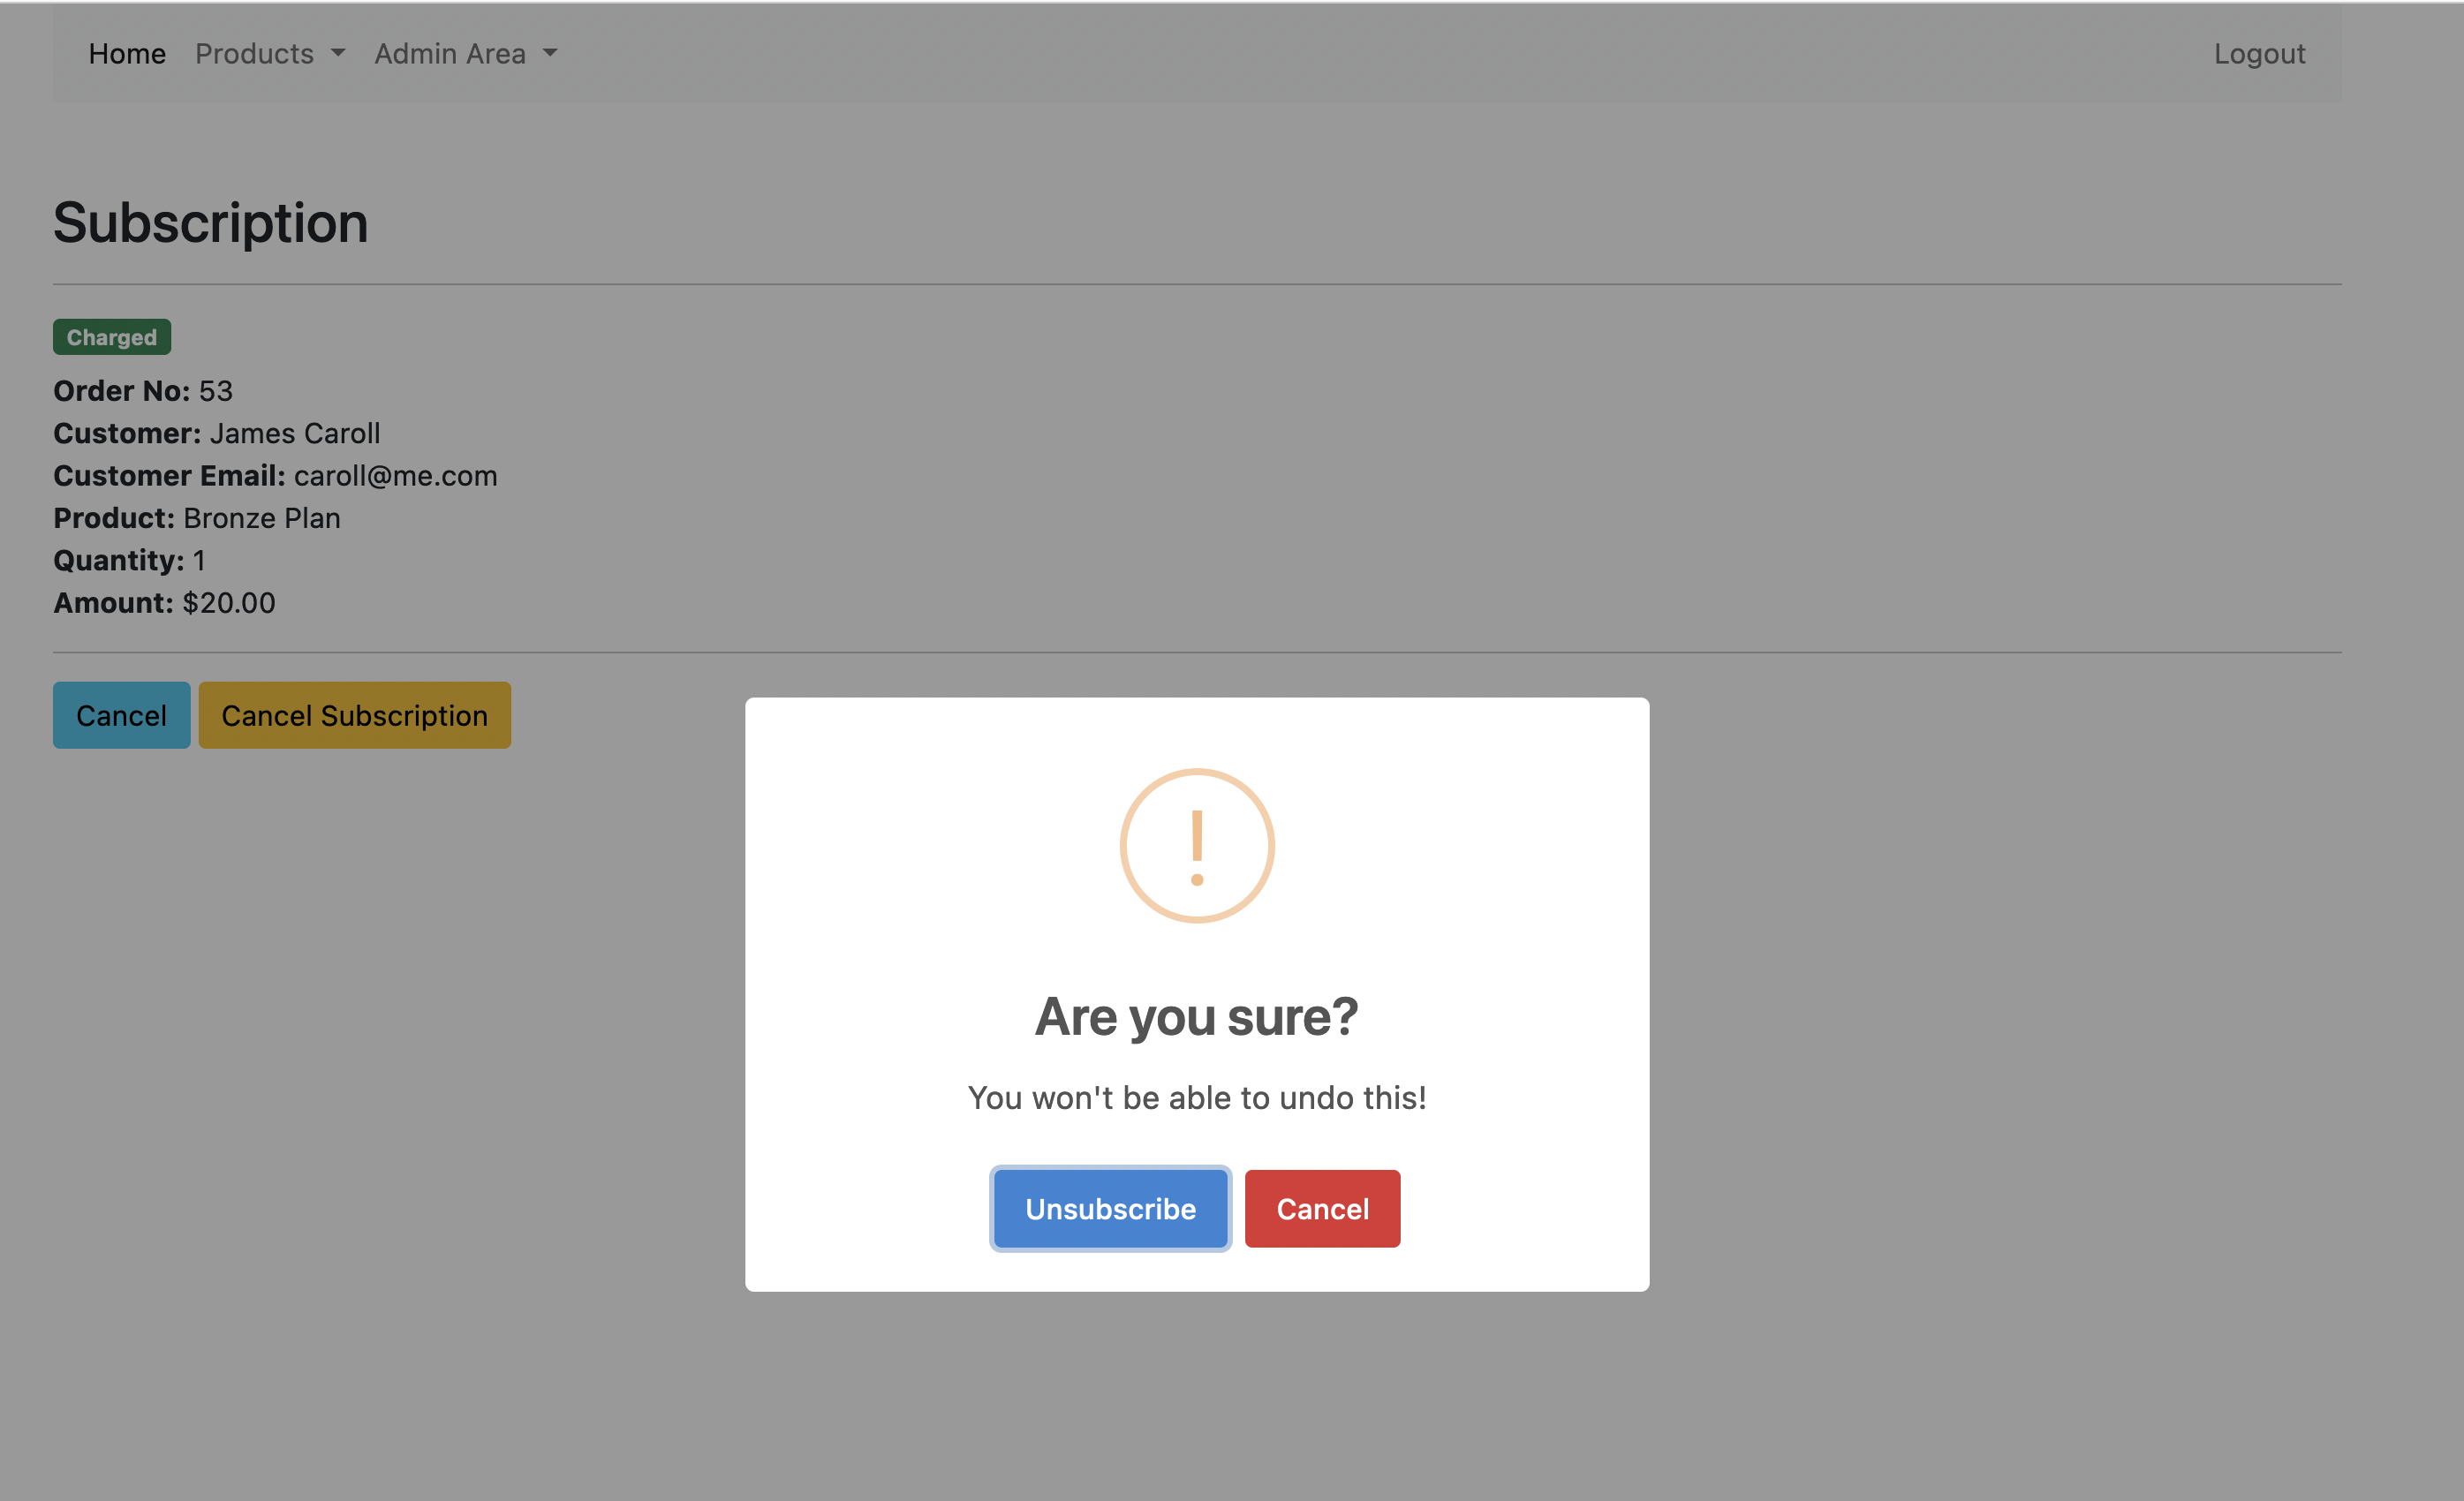 Home Products Admin Area Logout
Subscription
Charged
Order No: 53
Customer: James Caroll
Customer Email: caroll@me.com
Product: Bronze Plan
Quantity: 1
Amount: $20.00
Cancel Cancel Subscription
!
Are you sure?
You won't be able to undo this!
Unsubscribe Cancel